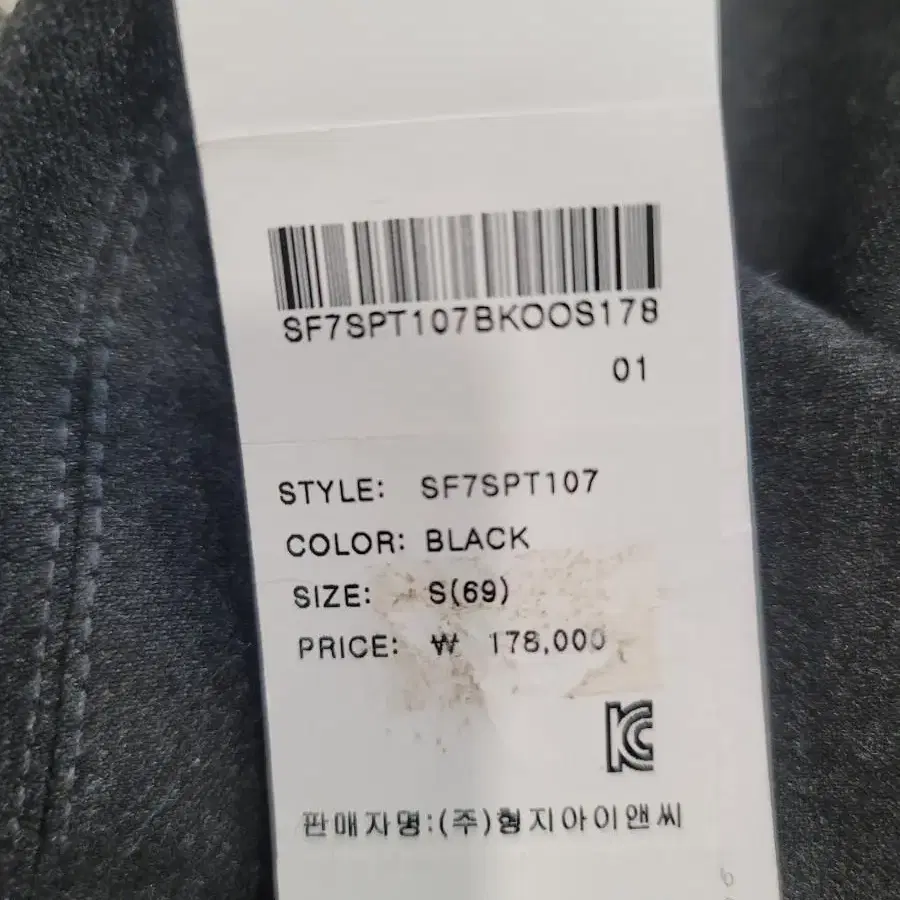 SF7SPT107BKOOS178
01
STYLE: SF7SPT107
COLOR: BLACK
SIZE: S(69)
PRICE: ₩ 178,000
KC
판매자명:(주)형지아이앤씨
6